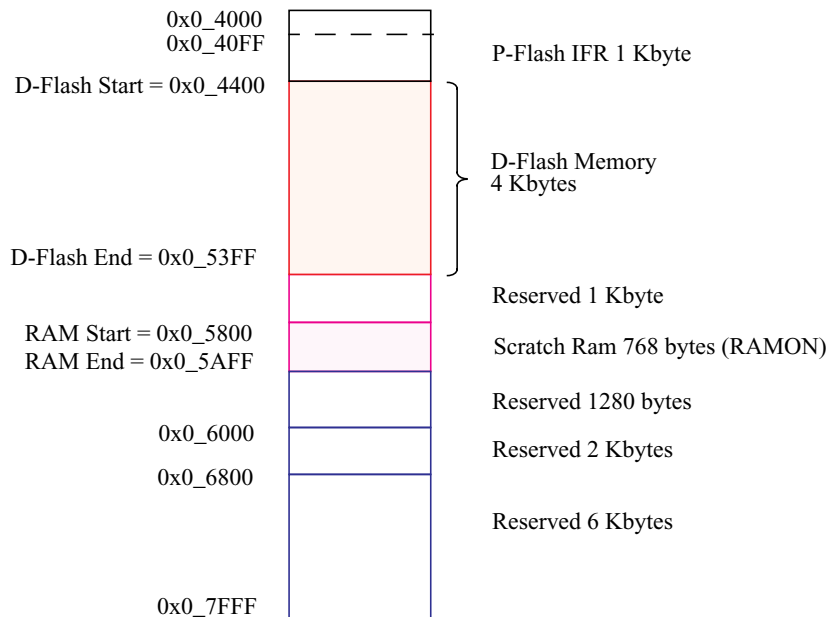 0x0_4000
0x0_40FF
P-Flash IFR 1 Kbyte
D-Flash Start = 0x0_4400
D-Flash Memory
4 Kbytes
D-Flash End = 0x0_53FF
Reserved 1 Kbyte
RAM Start = 0x0_5800
Scratch Ram 768 bytes (RAMON)
RAM End = 0x0_5AFF
Reserved 1280 bytes
0x0_6000
Reserved 2 Kbytes
0x0_6800
Reserved 6 Kbytes
0x0_7FFF